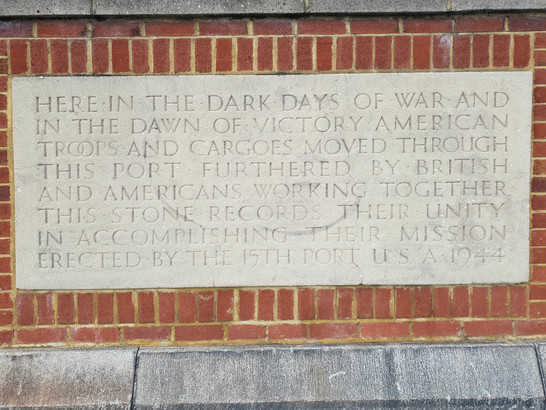 HERE·IN THE·DARK·DAYS OF WAR·AND
IN THE DAWN OF·VICTORY AMERICAN
TROOPS·AND CARGOES MOVED THROUGH
THIS PORT FURTHERED BY BRITISH
AND AMERICANS WORKING TOGETHER
THIS·STONE RECORDS THEIR UNITY
IN ACCOMPLISHING THEIR MISSION
ERECTED·BY THE 15TH PORT U.S.A·1944